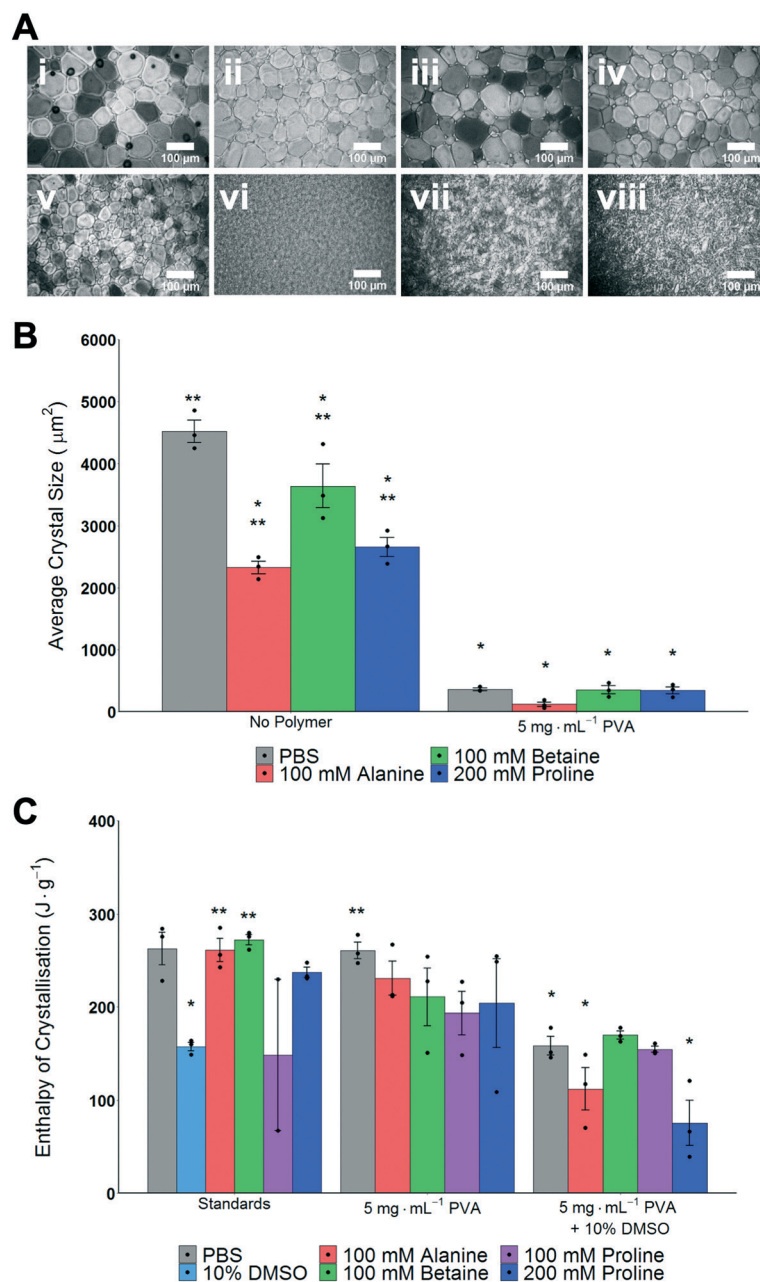 A
i
ii
iii
iv
100 µm
100 µm
100 µm
100 µm
v
vi
vii
viii
100 µm
100 µm
100 µm
100 µm
B
Average Crystal Size ( µm²)
6000
5000
4000
3000
2000
1000
0
** * ** * ** * **
* * * *
No Polymer
5 mg · mL⁻¹ PVA
PBS
100 mM Betaine
100 mM Alanine
200 mM Proline
C
Enthalpy of Crystallisation (J · g⁻¹)
400
300
200
100
0
* ** ** ** * * *
Standards
5 mg · mL⁻¹ PVA
5 mg · mL⁻¹ PVA
+ 10% DMSO
PBS
100 mM Alanine
100 mM Proline
10% DMSO
100 mM Betaine
200 mM Proline